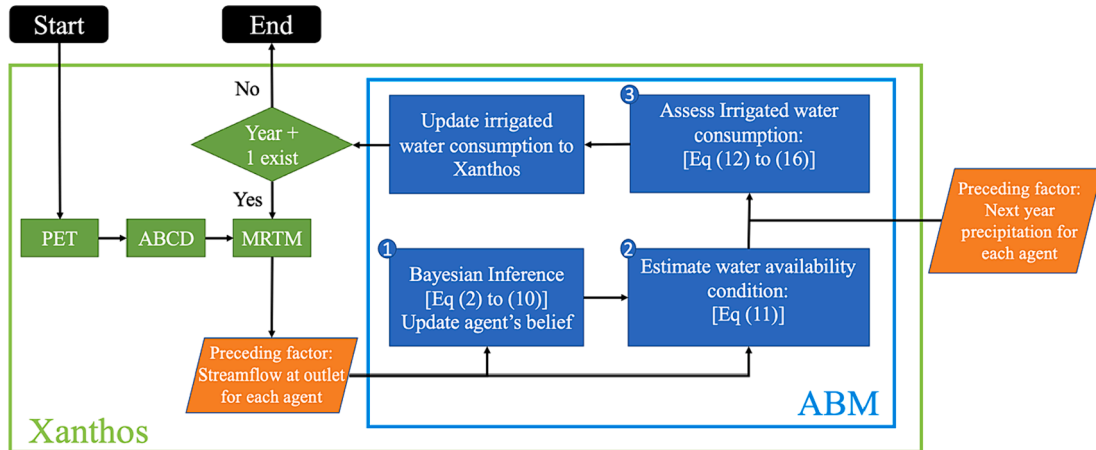 Start
End
No
Year +
1 exist
Yes
PET
ABCD
MRTM
Update irrigated
water consumption to
Xanthos
3
Assess Irrigated water
consumption:
[Eq (12) to (16)]
Preceding factor:
Next year
precipitation for
each agent
1
Bayesian Inference
[Eq (2) to (10)]
Update agent's belief
2
Estimate water availability
condition:
[Eq (11)]
Preceding factor:
Streamflow at outlet
for each agent
ABM
Xanthos